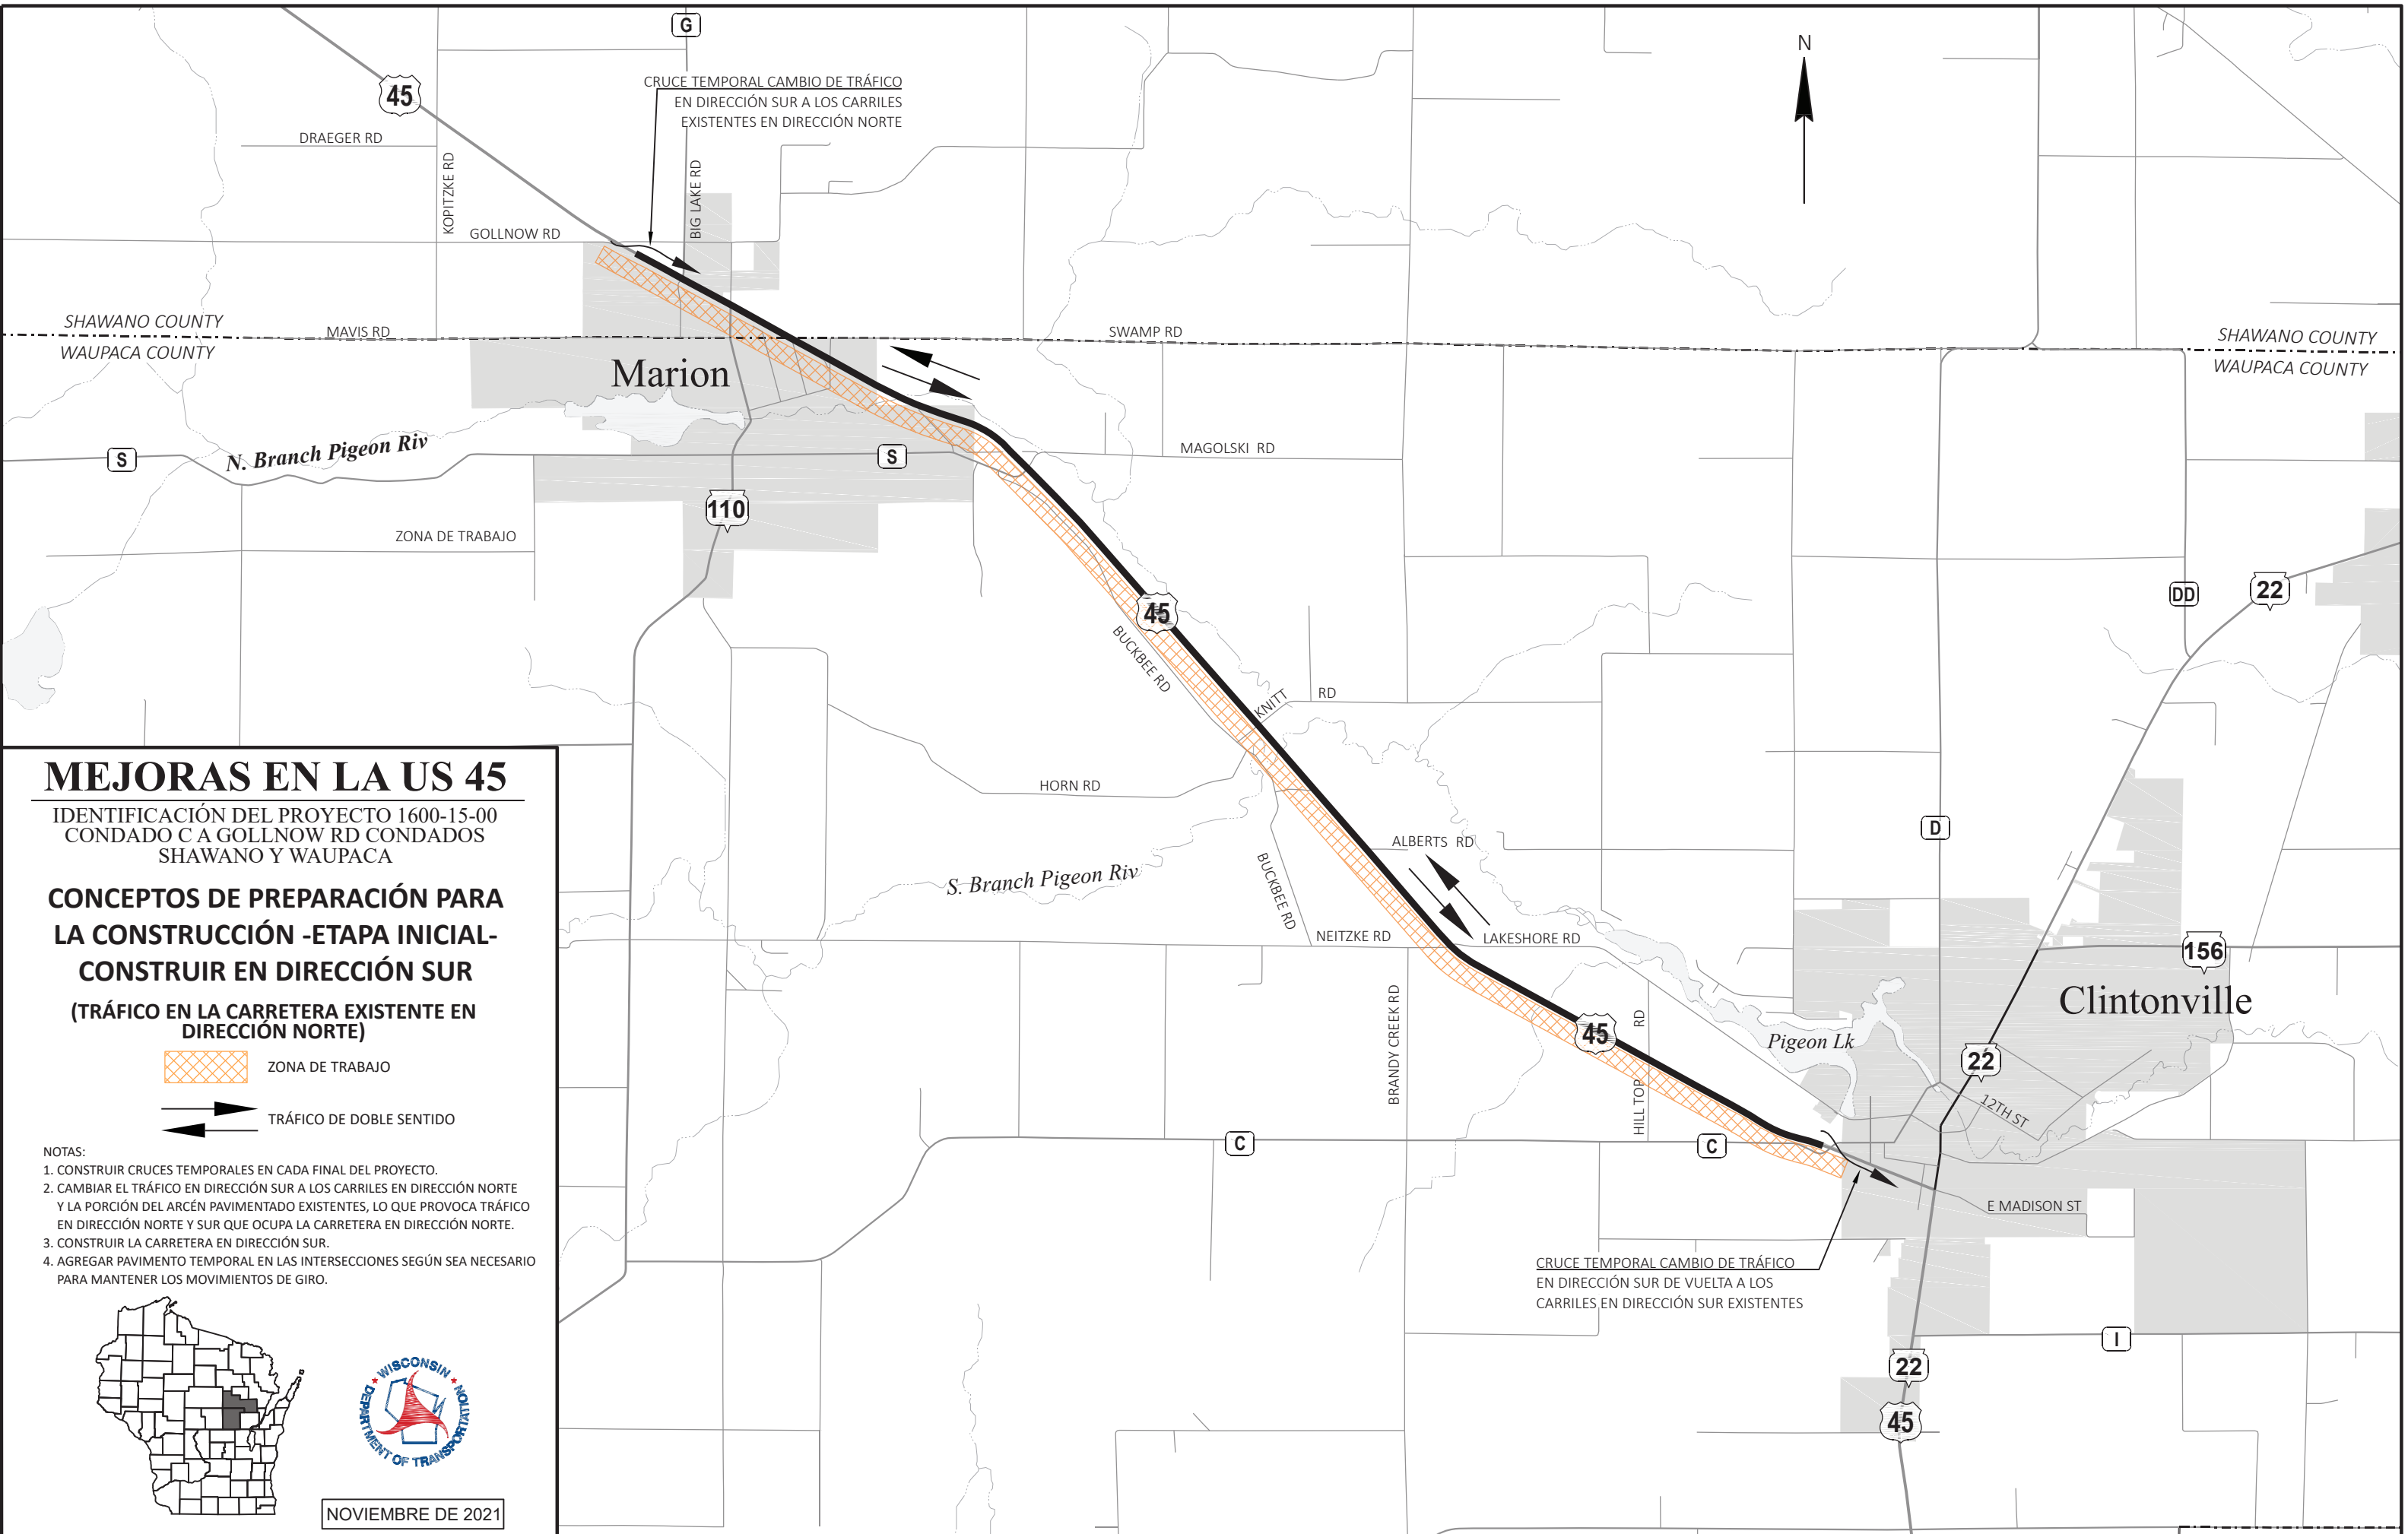 G
N
45
CRUCE TEMPORAL CAMBIO DE TRÁFICO
EN DIRECCIÓN SUR A LOS CARRILES
EXISTENTES EN DIRECCIÓN NORTE
DRAEGER RD
KOPITZKE RD
BIG LAKE RD
GOLLNOW RD
SHAWANO COUNTY
WAUPACA COUNTY
MAVIS RD
SWAMP RD
SHAWANO COUNTY
WAUPACA COUNTY
Marion
N. Branch Pigeon Riv
S
S
MAGOLSKI RD
110
ZONA DE TRABAJO
45
DD
22
BUCKBEE RD
KNITT RD
HORN RD
ALBERTS RD
D
S. Branch Pigeon Riv
BUCKBEE RD
NEITZKE RD
LAKESHORE RD
156
Clintonville
BRANDY CREEK RD
45
HILL TOP RD
Pigeon Lk
22
12TH ST
C
C
E MADISON ST
CRUCE TEMPORAL CAMBIO DE TRÁFICO
EN DIRECCIÓN SUR DE VUELTA A LOS
CARRILES EN DIRECCIÓN SUR EXISTENTES
I
22
45
MEJORAS EN LA US 45
IDENTIFICACIÓN DEL PROYECTO 1600-15-00
CONDADO C A GOLLNOW RD CONDADOS
SHAWANO Y WAUPACA
CONCEPTOS DE PREPARACIÓN PARA
LA CONSTRUCCIÓN -ETAPA INICIAL-
CONSTRUIR EN DIRECCIÓN SUR
(TRÁFICO EN LA CARRETERA EXISTENTE EN
DIRECCIÓN NORTE)
ZONA DE TRABAJO
TRÁFICO DE DOBLE SENTIDO
NOTAS:
1. CONSTRUIR CRUCES TEMPORALES EN CADA FINAL DEL PROYECTO.
2. CAMBIAR EL TRÁFICO EN DIRECCIÓN SUR A LOS CARRILES EN DIRECCIÓN NORTE
Y LA PORCIÓN DEL ARCÉN PAVIMENTADO EXISTENTES, LO QUE PROVOCA TRÁFICO
EN DIRECCIÓN NORTE Y SUR QUE OCUPA LA CARRETERA EN DIRECCIÓN NORTE.
3. CONSTRUIR LA CARRETERA EN DIRECCIÓN SUR.
4. AGREGAR PAVIMENTO TEMPORAL EN LAS INTERSECCIONES SEGÚN SEA NECESARIO
PARA MANTENER LOS MOVIMIENTOS DE GIRO.
WISCONSIN
DEPARTMENT OF TRANSPORTATION
NOVIEMBRE DE 2021